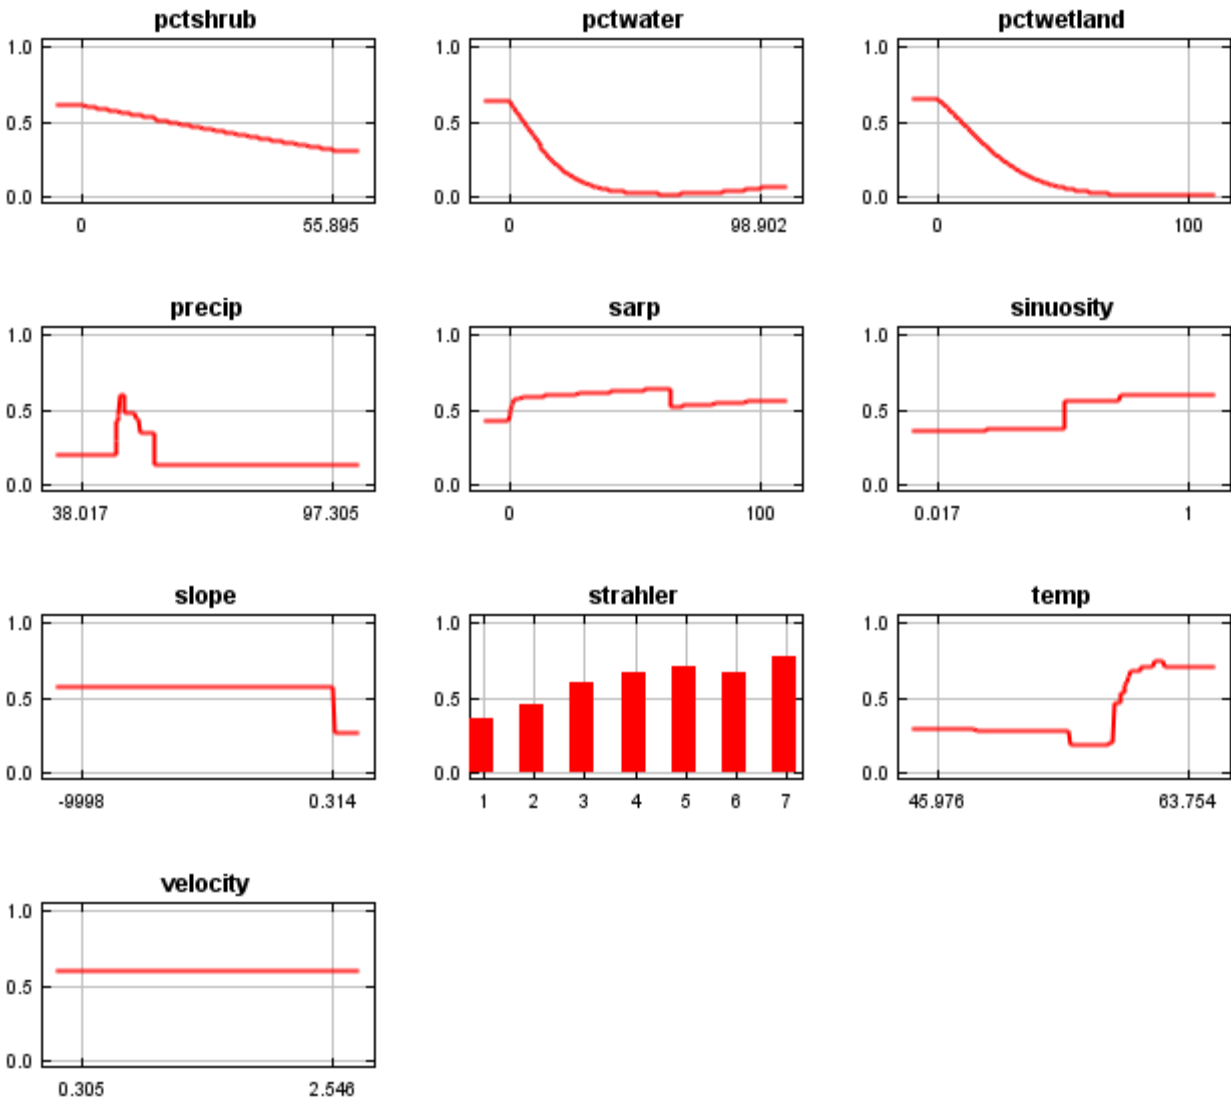 pctshrub pctwater pctwetland
1.0 1.0 1.0
0.5 0.5 0.5
0.0 0.0 0.0
0 55.895 0 98.902 0 100
precip sarp sinuosity
1.0 1.0 1.0
0.5 0.5 0.5
0.0 0.0 0.0
38.017 97.305 0 100 0.017 1
slope strahler temp
1.0 1.0 1.0
0.5 0.5 0.5
0.0 0.0 0.0
-9998 0.314 1 2 3 4 5 6 7 45.976 63.754
velocity
1.0
0.5
0.0
0.305 2.546